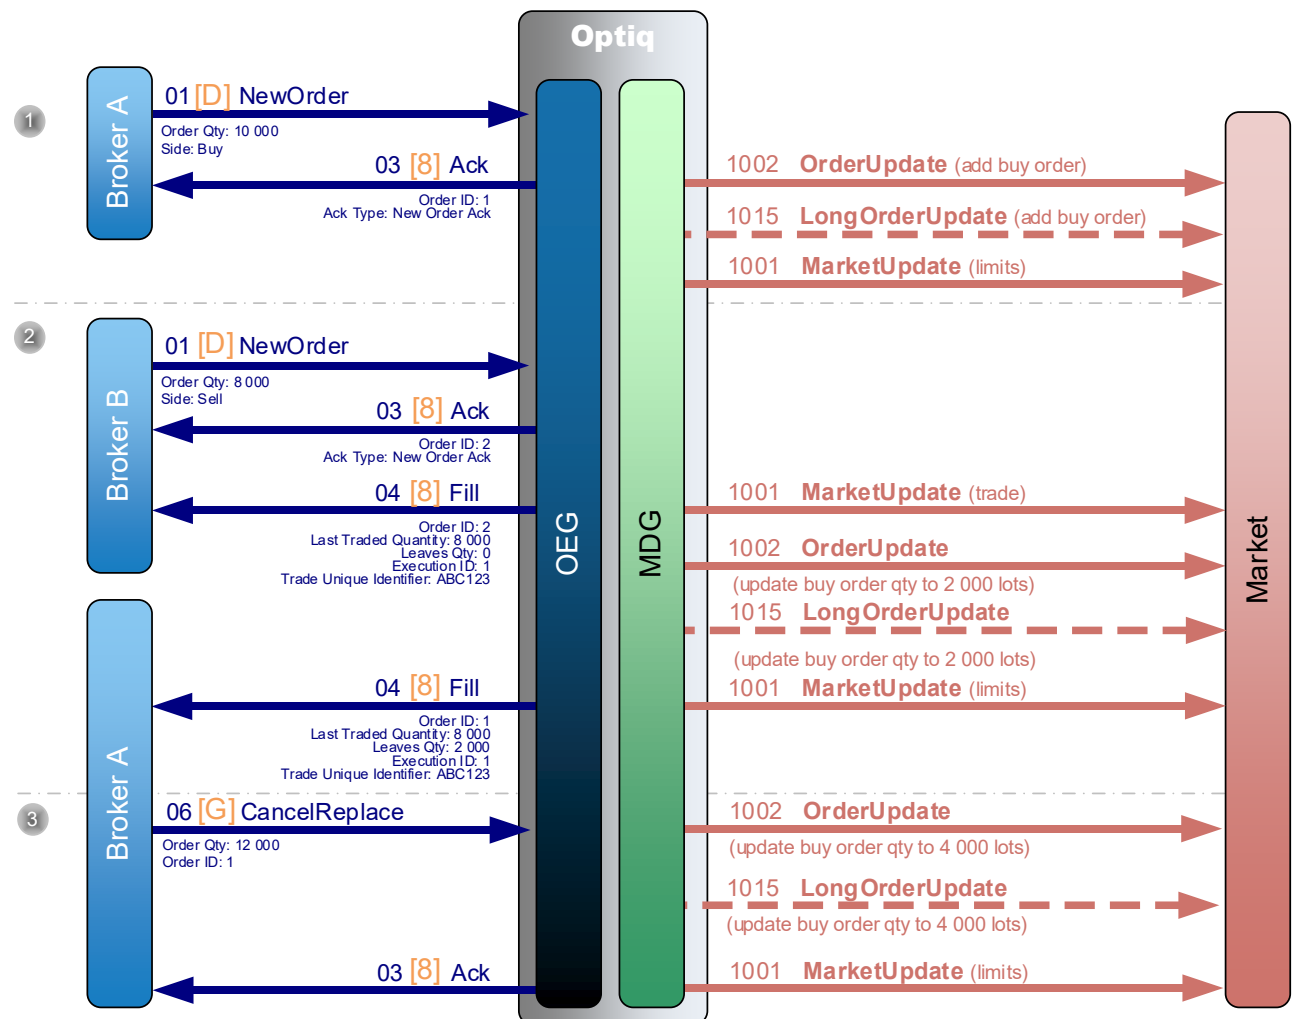 Optiq
1
Broker A
01 [D] NewOrder
Order Qty: 10 000
Side: Buy
03 [8] Ack
Order ID: 1
Ack Type: New Order Ack
1002 OrderUpdate (add buy order)
1015 LongOrderUpdate (add buy order)
1001 MarketUpdate (limits)
2
Broker B
01 [D] NewOrder
Order Qty: 8 000
Side: Sell
03 [8] Ack
Order ID: 2
Ack Type: New Order Ack
04 [8] Fill
Order ID: 2
Last Traded Quantity: 8 000
Leaves Qty: 0
Execution ID: 1
Trade Unique Identifier: ABC123
OEG
MDG
1001 MarketUpdate (trade)
1002 OrderUpdate
(update buy order qty to 2 000 lots)
1015 LongOrderUpdate
(update buy order qty to 2 000 lots)
1001 MarketUpdate (limits)
Market
Broker A
04 [8] Fill
Order ID: 1
Last Traded Quantity: 8 000
Leaves Qty: 2 000
Execution ID: 1
Trade Unique Identifier: ABC123
3
06 [G] CancelReplace
Order Qty: 12 000
Order ID: 1
03 [8] Ack
1002 OrderUpdate
(update buy order qty to 4 000 lots)
1015 LongOrderUpdate
(update buy order qty to 4 000 lots)
1001 MarketUpdate (limits)